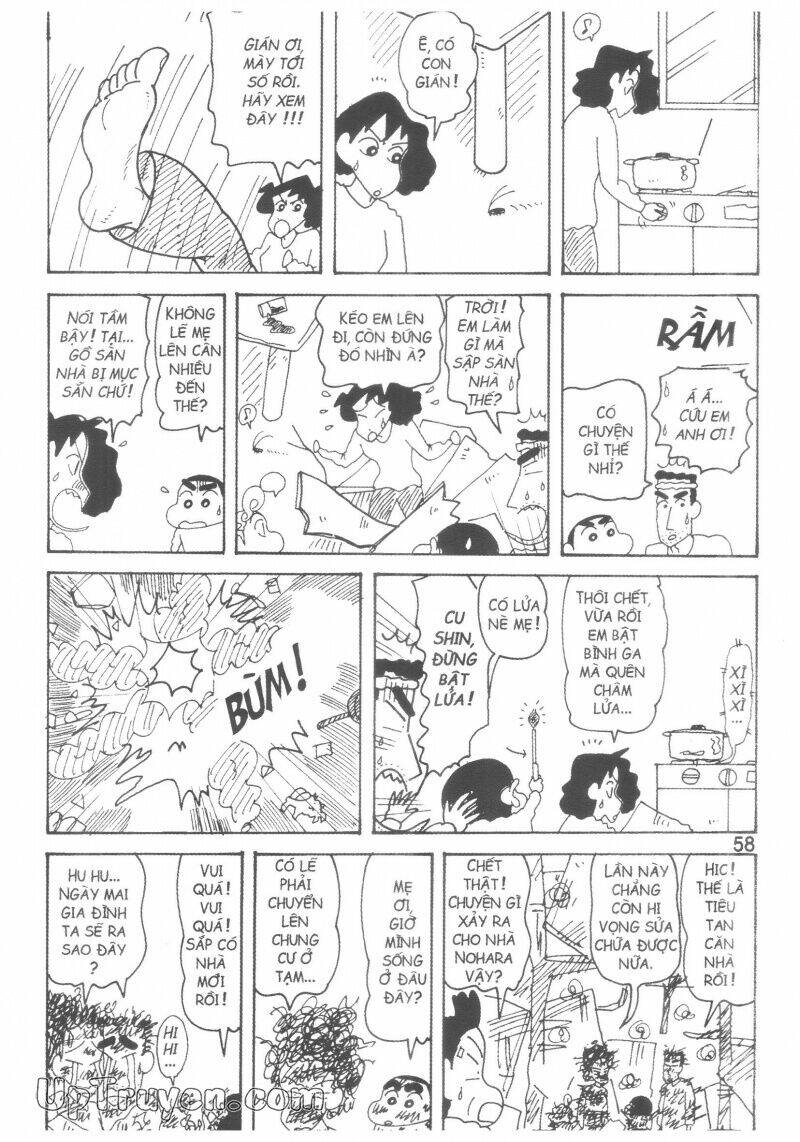 Ê, CÓ
CON
GIÁN!
GIÁN ƠI,
MÀY TỚI
SỐ RỒI.
HÃY XEM
ĐÂY!!!
RẦM
Á Á...
CỨU EM
ANH ƠI!
CÓ
CHUYỆN
GÌ THẾ
NHỈ?
TRỜI!
EM LÀM
GÌ MÀ
SẬP SÀN
NHÀ
THẾ?
KÉO EM LÊN
ĐI, CÒN ĐỨNG
ĐÓ NHÌN À?
KHÔNG
LẼ MẸ
LÊN CÂN
NHIỀU
ĐẾN
THẾ?
NÓI TẦM
BẬY! TẠI...
GỖ SÀN
NHÀ BỊ MỤC
SẴN CHỨ!
XÌ
XÌ
XÌ
...
THÔI CHẾT,
VỪA RỒI
EM BẬT
BÌNH GA
MÀ QUÊN
CHÂM
LỬA...
CÓ LỬA
NÈ MẸ!
CU
SHIN,
ĐỪNG
BẬT
LỬA!
BÙM!
58
HIC!
THẾ LÀ
TIÊU
TAN
CĂN NHÀ
RỒI!
LẦN NÀY
CHẲNG
CÒN HI
VỌNG SỬA
CHỮA ĐƯỢC
NỮA.
CHẾT
THẬT!
CHUYỆN GÌ
XẢY RA
CHO NHÀ
NOHARA
VẬY?
MẸ
ƠI,
GIỜ
MÌNH
SỐNG
Ở ĐÂU
ĐÂY?
CÓ LẼ
PHẢI
CHUYỂN
LÊN
CHUNG
CƯ Ở
TẠM...
VUI
QUÁ!
VUI
QUÁ!
SẮP CÓ
NHÀ
MỚI
RỒI!
HU HU...
NGÀY MAI
GIA ĐÌNH
TA SẼ RA
SAO ĐÂY
?
HI
HI
...
UpTruyen.com